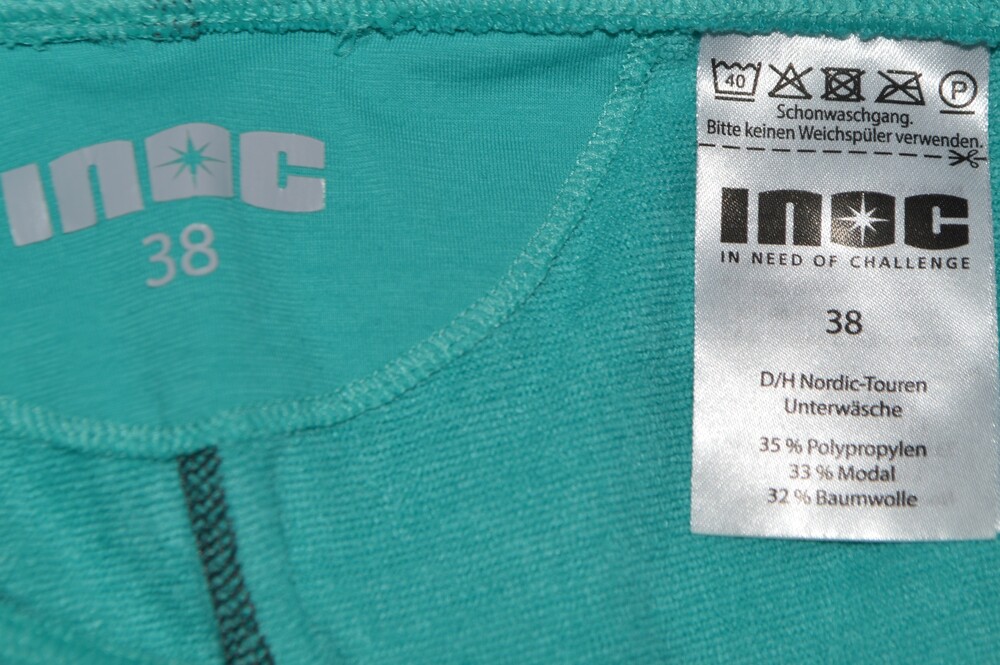 INOC
38
40
P
Schonwaschgang.
Bitte keinen Weichspüler verwenden.
INOC
IN NEED OF CHALLENGE
38
D/H Nordic-Touren
Unterwäsche
35 % Polypropylen
33 % Modal
32 % Baumwolle